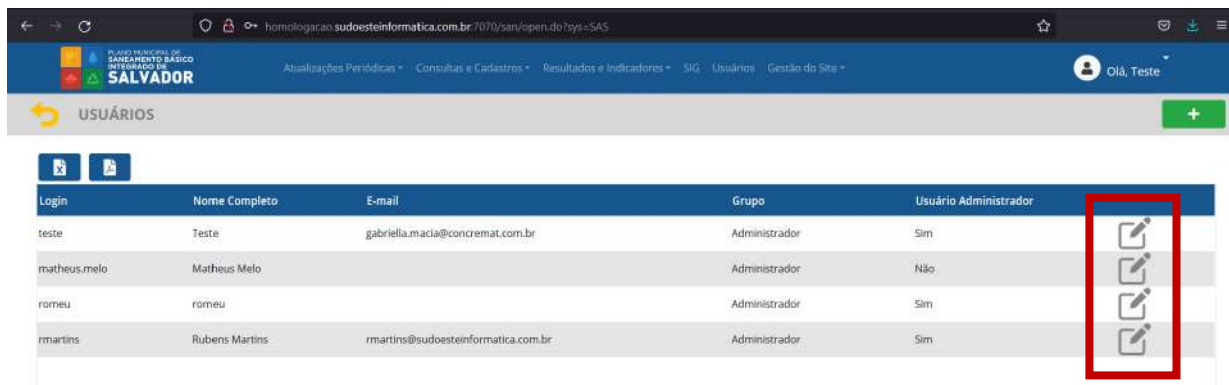 homologacao.sudoesteinformatica.com.br:7070/san/open.do?sys=SAS
PLANO MUNICIPAL DE
SANEAMENTO BÁSICO
INTEGRADO DE
SALVADOR
Atualizações Periódicas Consultas e Cadastros Resultados e Indicadores SIG Usuários Gestão do Site
Olá, Teste
USUÁRIOS
+
Login Nome Completo E-mail Grupo Usuário Administrador
teste Teste gabriella.macia@concremat.com.br Administrador Sim
matheus.melo Matheus Melo Administrador Não
romeu romeu Administrador Sim
rmartins Rubens Martins rmartins@sudoesteinformatica.com.br Administrador Sim